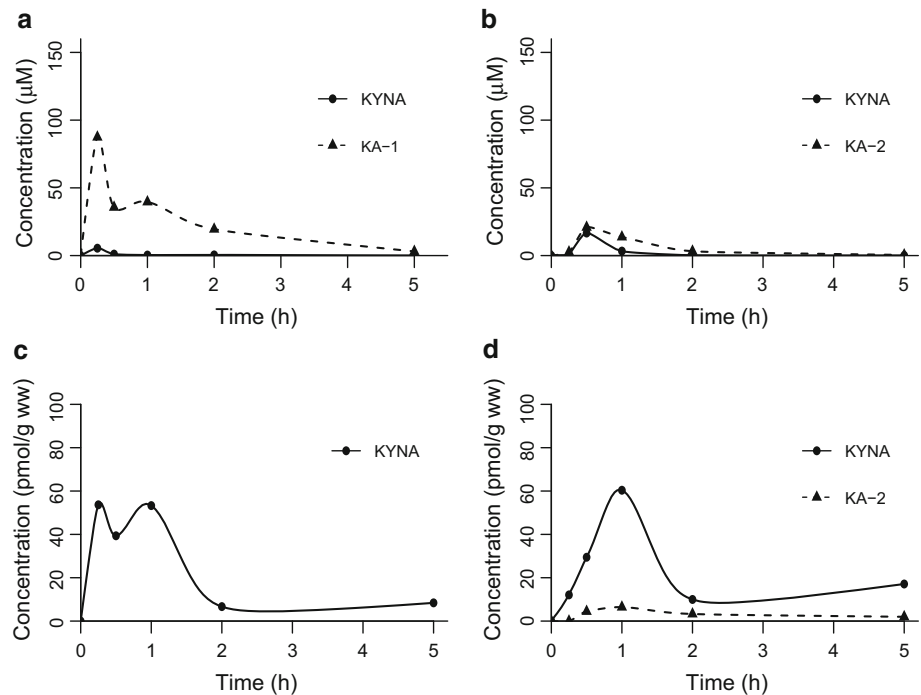 a
Concentration (μM)
0 50 100 150
KYNA
KA-1
0 1 2 3 4 5
Time (h)
b
Concentration (μM)
0 50 100 150
KYNA
KA-2
0 1 2 3 4 5
Time (h)
c
Concentration (pmol/g ww)
0 20 40 60 80 100
KYNA
0 1 2 3 4 5
Time (h)
d
Concentration (pmol/g ww)
0 20 40 60 80 100
KYNA
KA-2
0 1 2 3 4 5
Time (h)